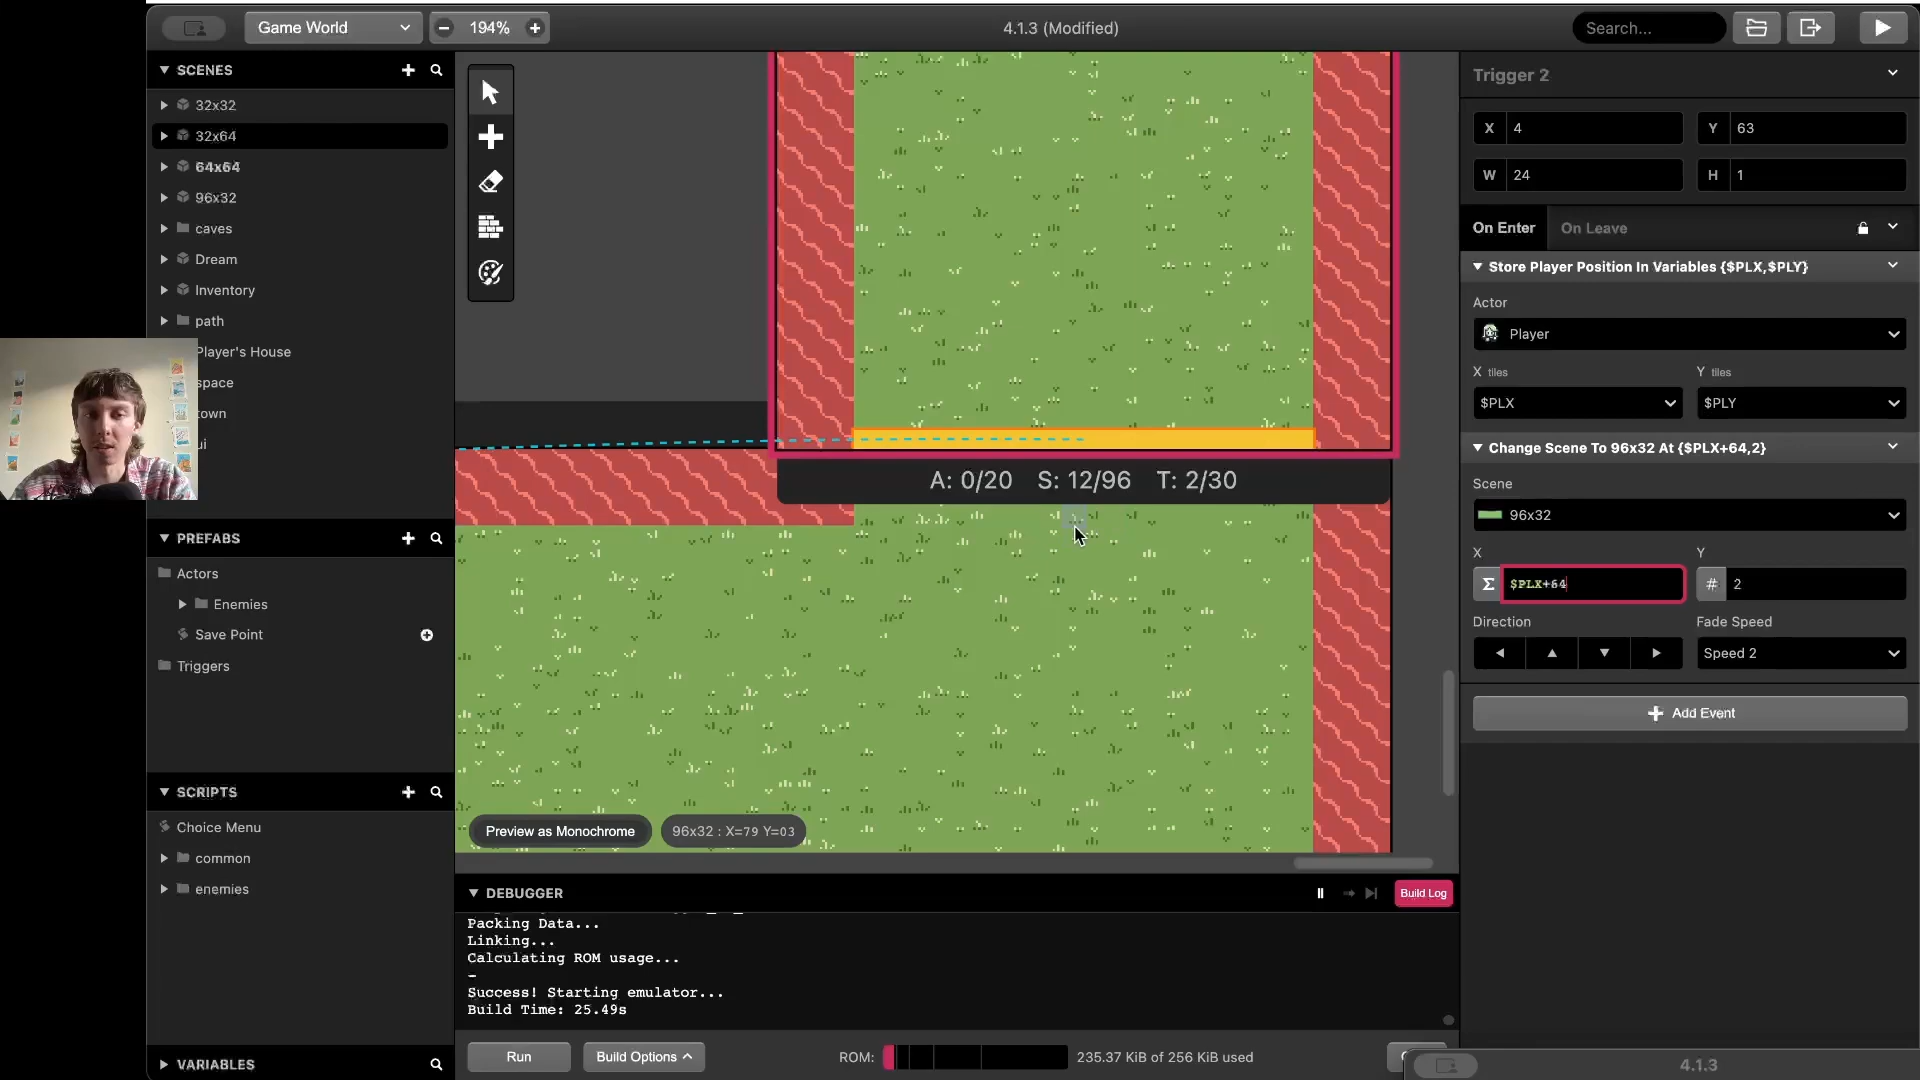 Game World
194%
4.1.3 (Modified)
Search...
SCENES
32x32
32x64
64x64
96x32
caves
Dream
Inventory
path
Player's House
space
town
ui
PREFABS
Actors
Enemies
Save Point
Triggers
SCRIPTS
Choice Menu
common
enemies
VARIABLES
A: 0/20 S: 12/96 T: 2/30
Preview as Monochrome
96x32 : X=79 Y=03
DEBUGGER
Build Log
Packing Data...
Linking...
Calculating ROM usage...
-
Success! Starting emulator...
Build Time: 25.49s
Run
Build Options
ROM:
235.37 KiB of 256 KiB used
Trigger 2
X 4
Y 63
W 24
H 1
On Enter
On Leave
Store Player Position In Variables {$PLX,$PLY}
Actor
Player
X tiles
Y tiles
$PLX
$PLY
Change Scene To 96x32 At {$PLX+64,2}
Scene
96x32
X
Y
Σ $PLX+64
# 2
Direction
Fade Speed
Speed 2
+ Add Event
4.1.3